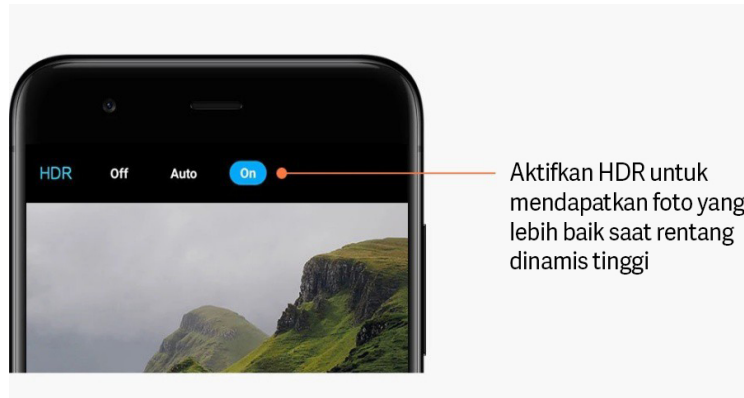 HDR Off Auto On
Aktifkan HDR untuk
mendapatkan foto yang
lebih baik saat rentang
dinamis tinggi